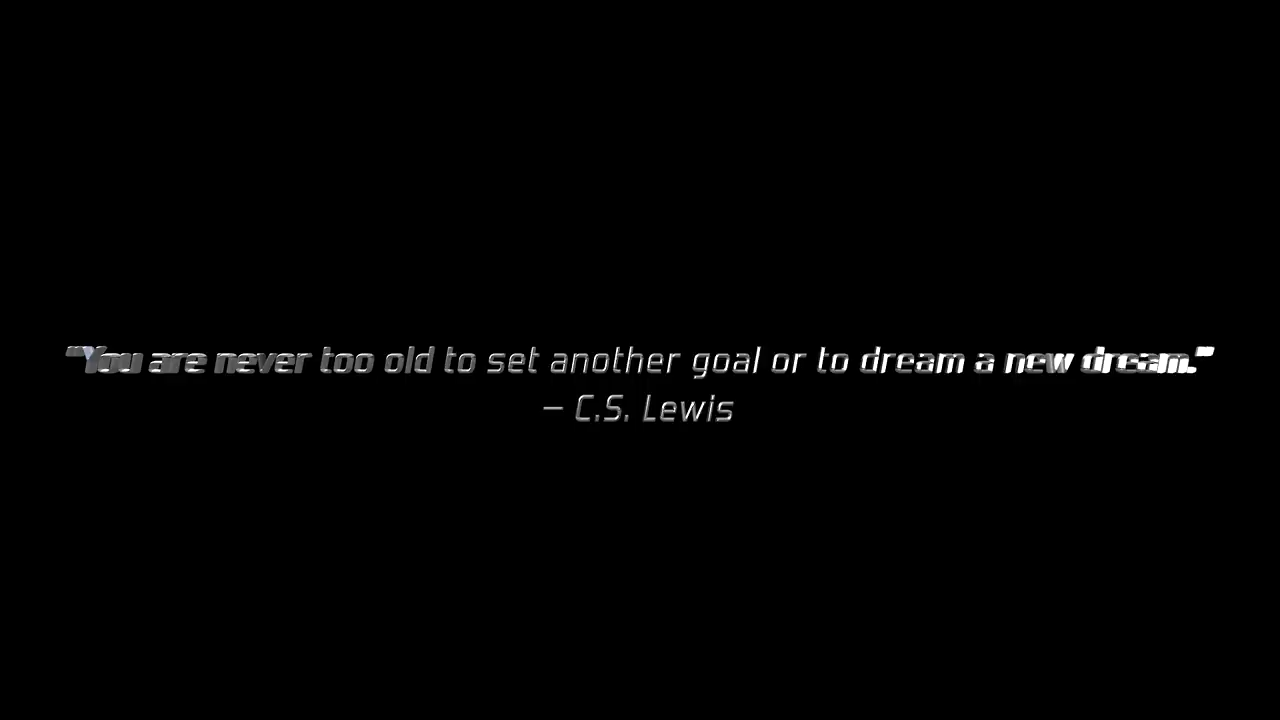 "You are never too old to set another goal or to dream a new dream."
– C.S. Lewis